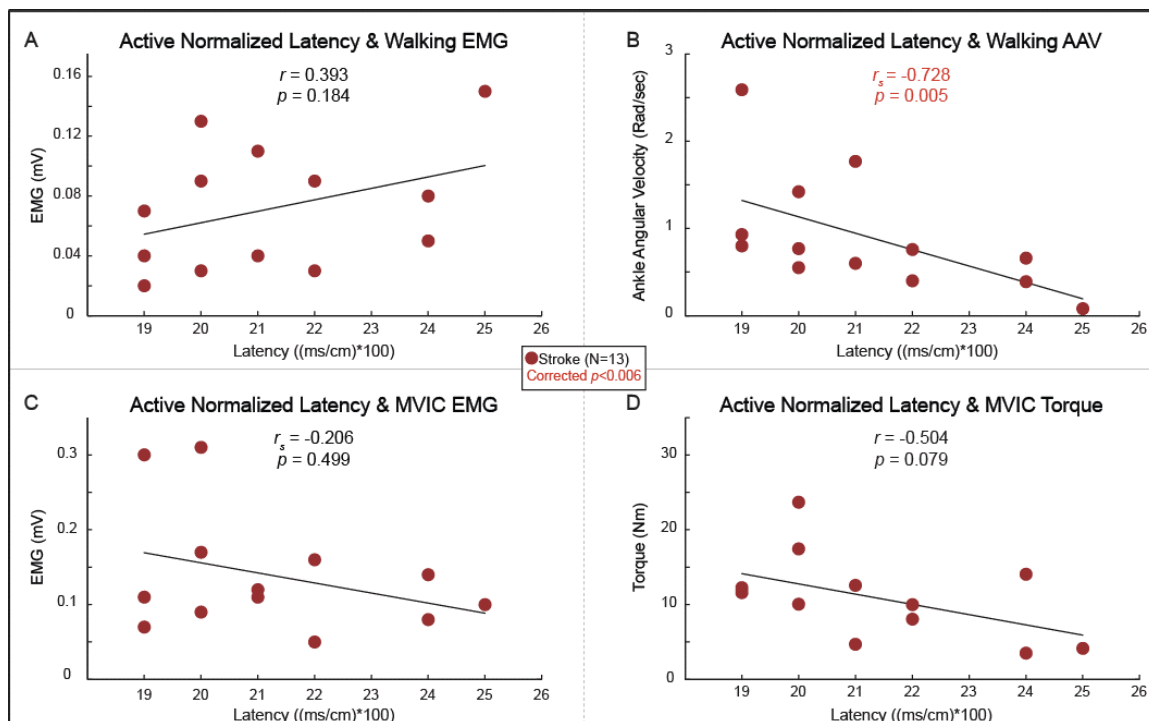 A
Active Normalized Latency & Walking EMG
r = 0.393
p = 0.184
EMG (mV)
0.16
0.12
0.08
0.04
0
19 20 21 22 23 24 25 26
Latency ((ms/cm)*100)
B
Active Normalized Latency & Walking AAV
rs = -0.728
p = 0.005
Ankle Angular Velocity (Rad/sec)
3
2
1
0
19 20 21 22 23 24 25 26
Latency ((ms/cm)*100)
Stroke (N=13)
Corrected p<0.006
C
Active Normalized Latency & MVIC EMG
rs = -0.206
p = 0.499
EMG (mV)
0.3
0.2
0.1
0
19 20 21 22 23 24 25 26
Latency ((ms/cm)*100)
D
Active Normalized Latency & MVIC Torque
r = -0.504
p = 0.079
Torque (Nm)
30
20
10
0
19 20 21 22 23 24 25 26
Latency ((ms/cm)*100)